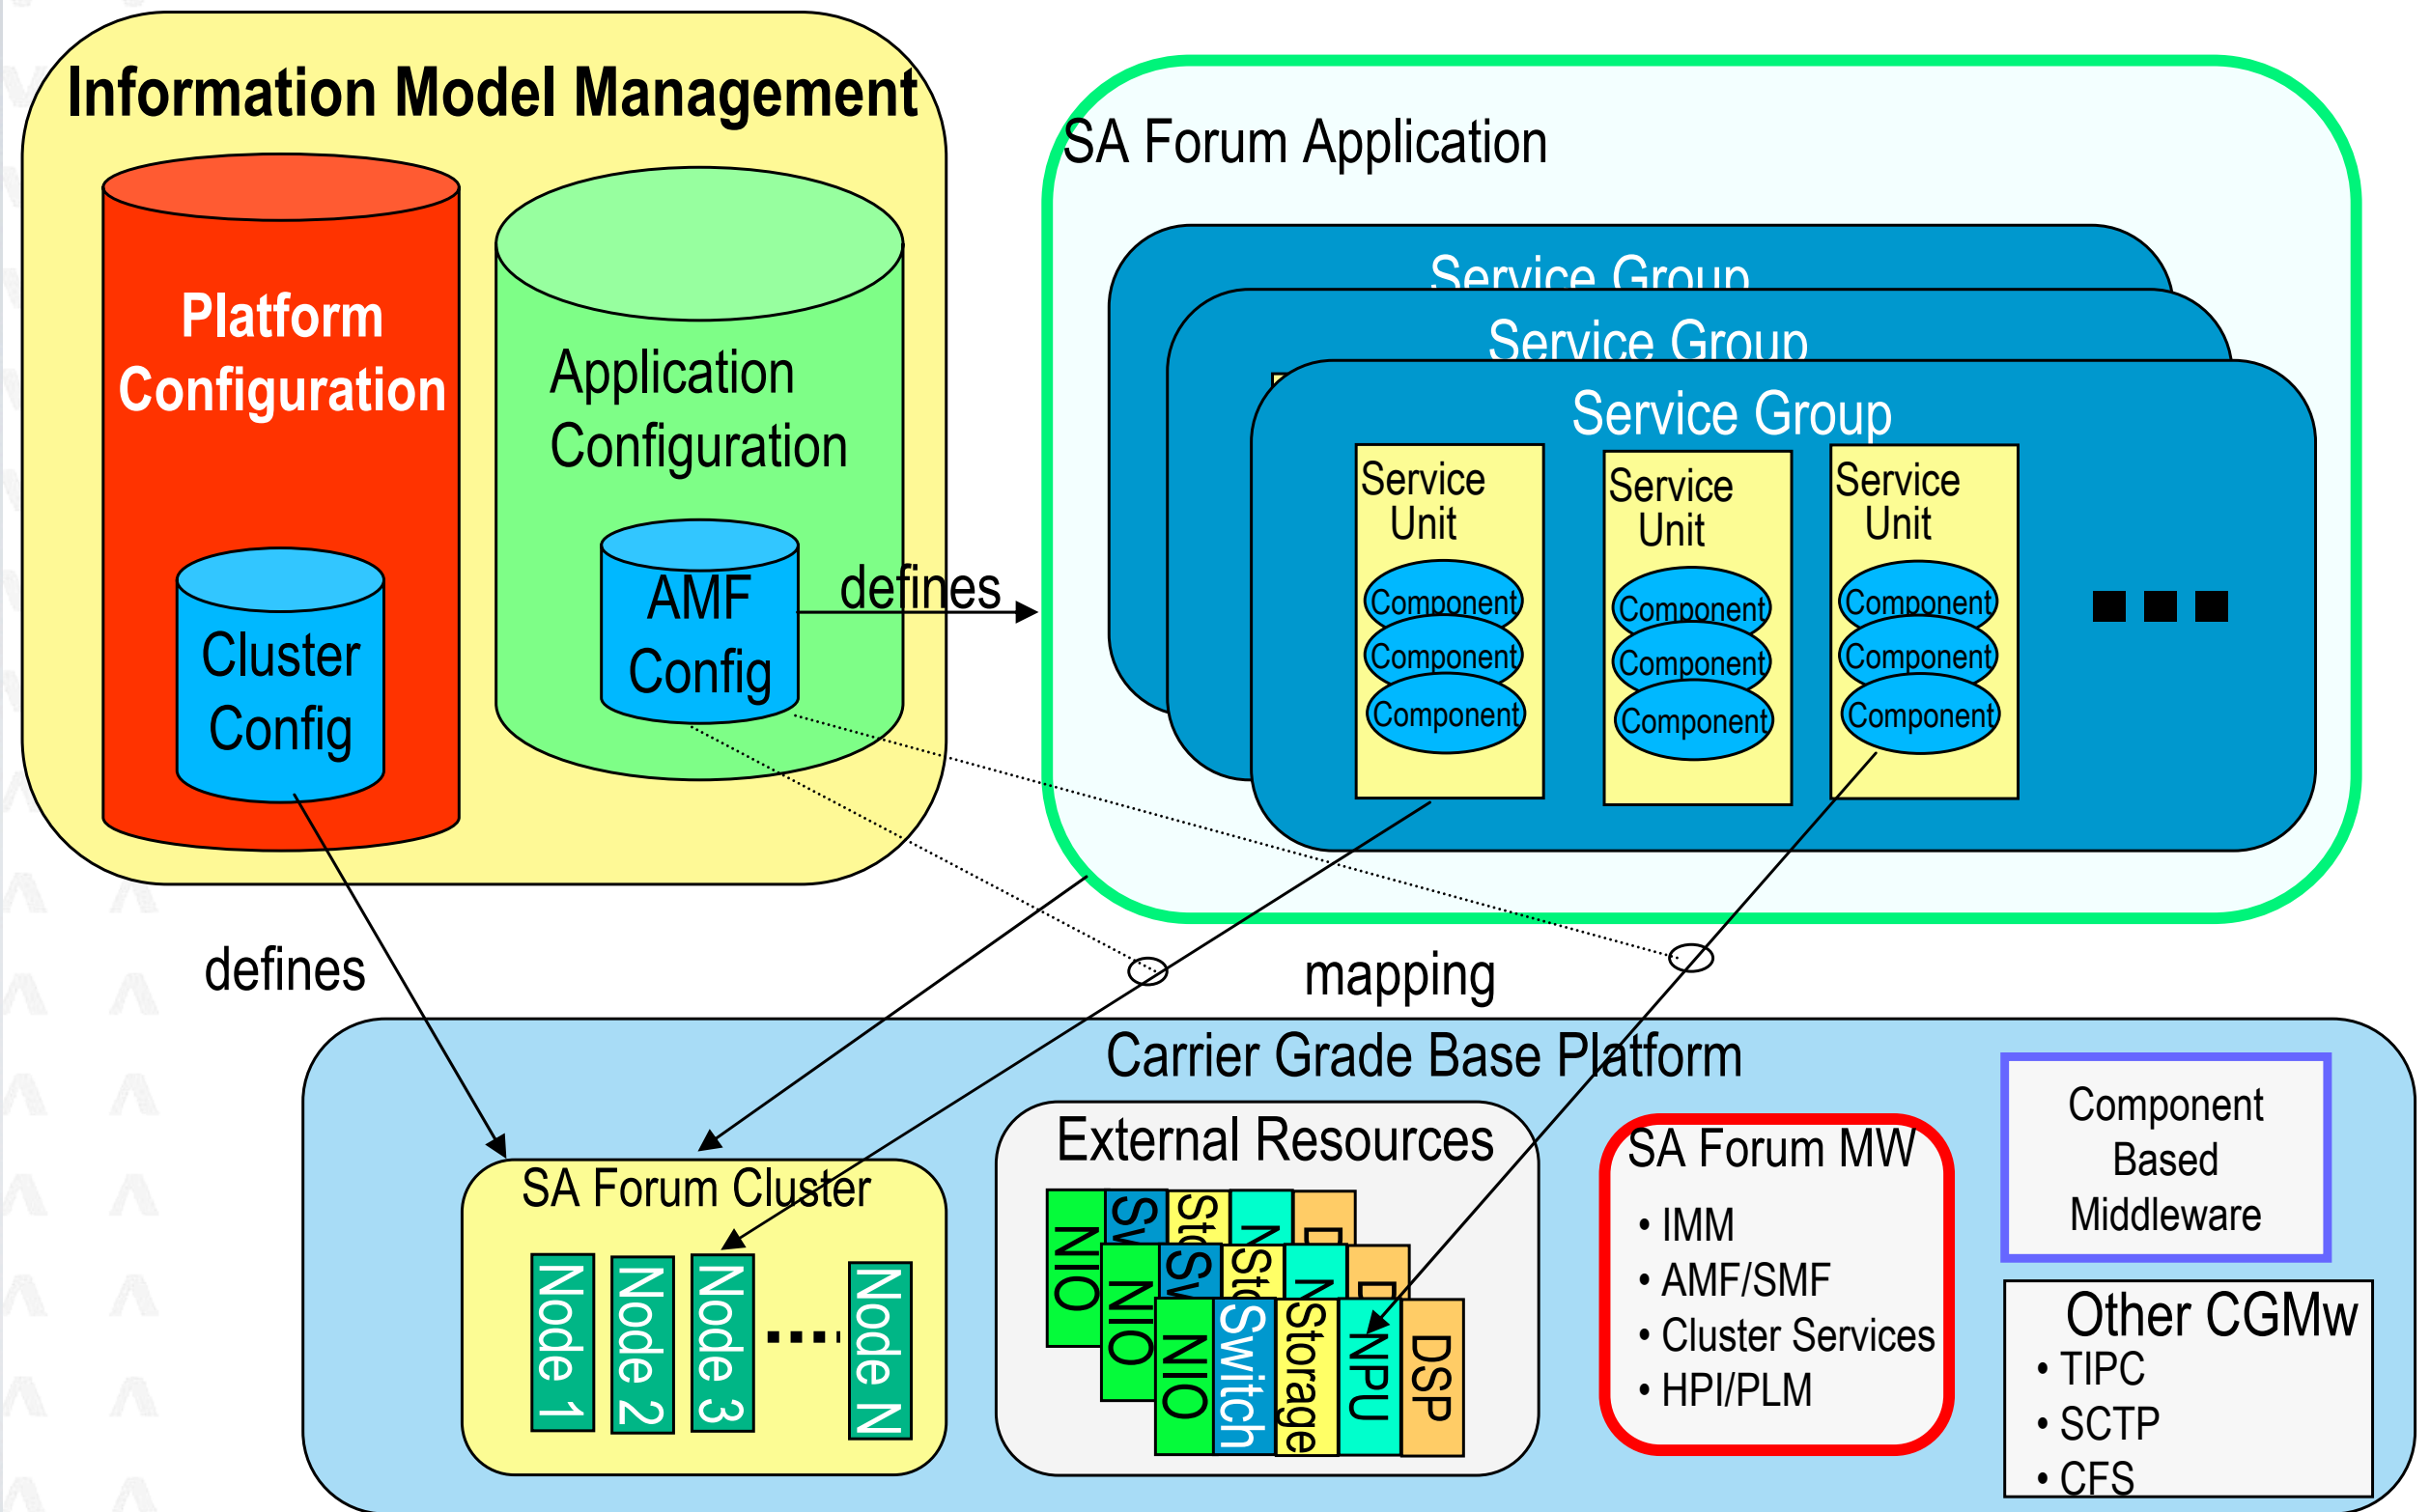 Information Model Management
Platform
Configuration
Cluster
Config
Application
Configuration
AMF
Config
defines
SA Forum Application
Service Group
Service Group
Service Group
Service
Unit
Component
Component
Component
Service
Unit
Component
Component
Component
Service
Unit
Component
Component
Component
defines
mapping
Carrier Grade Base Platform
SA Forum Cluster
Node 1
Node 2
Node 3
Node N
External Resources
NIO
NIO
NIO
Switch
Storage
NPU
DSP
SA Forum MW
• IMM
• AMF/SMF
• Cluster Services
• HPI/PLM
Component
Based
Middleware
Other CGMw
• TIPC
• SCTP
• CFS